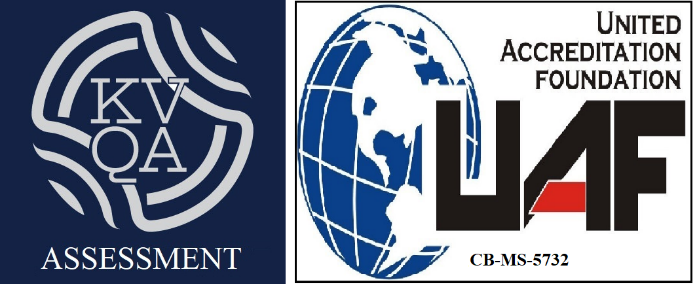 KV
QA
ASSESSMENT
UNITED
ACCREDITATION
FOUNDATION
UAF
CB-MS-5732